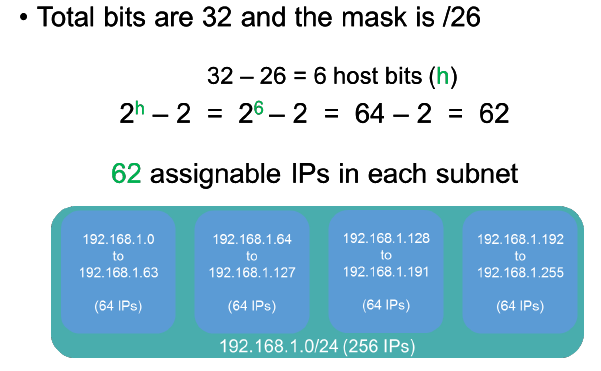 • Total bits are 32 and the mask is /26
32 – 26 = 6 host bits (h)
2ʰ – 2 = 2⁶ – 2 = 64 – 2 = 62
62 assignable IPs in each subnet
192.168.1.0
to
192.168.1.63
(64 IPs)
192.168.1.64
to
192.168.1.127
(64 IPs)
192.168.1.128
to
192.168.1.191
(64 IPs)
192.168.1.192
to
192.168.1.255
(64 IPs)
192.168.1.0/24 (256 IPs)